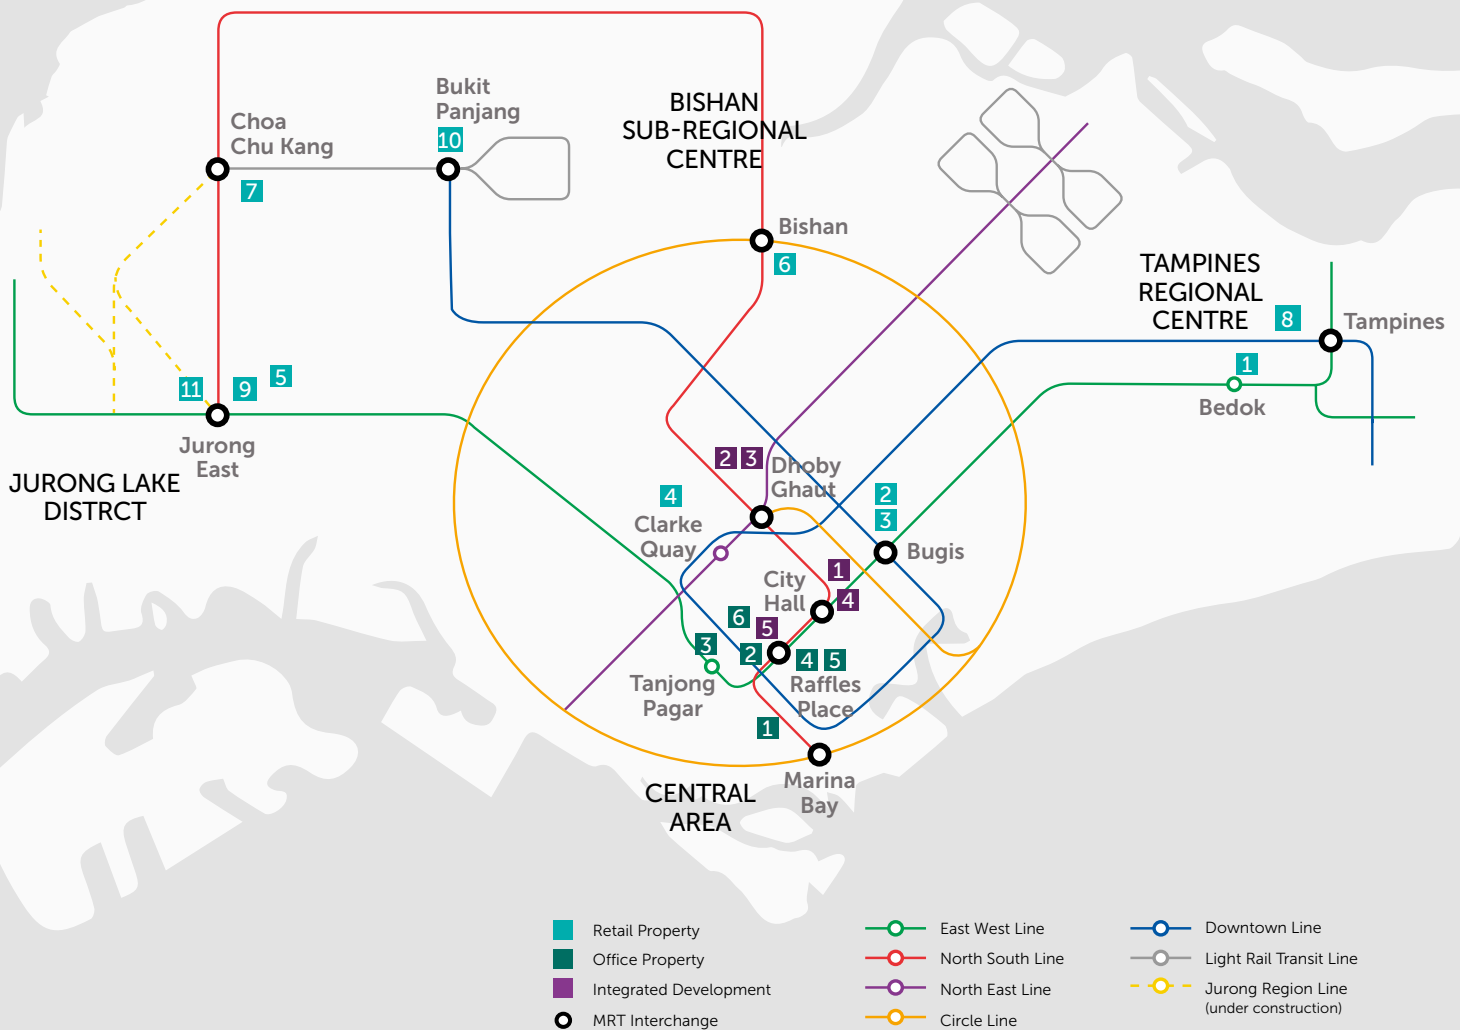 Bukit
Panjang
10
Choa
Chu Kang
7
BISHAN
SUB-REGIONAL
CENTRE
Bishan
6
TAMPINES
REGIONAL
CENTRE
8
Tampines
1
Bedok
11
9
5
Jurong
East
JURONG LAKE
DISTRCT
2
3
Dhoby
Ghaut
4
Clarke
Quay
2
3
Bugis
City
Hall
1
4
6
5
3
2
4
5
Tanjong
Pagar
Raffles
Place
1
Marina
Bay
CENTRAL
AREA
Retail Property
Office Property
Integrated Development
MRT Interchange
East West Line
North South Line
North East Line
Circle Line
Downtown Line
Light Rail Transit Line
Jurong Region Line
(under construction)